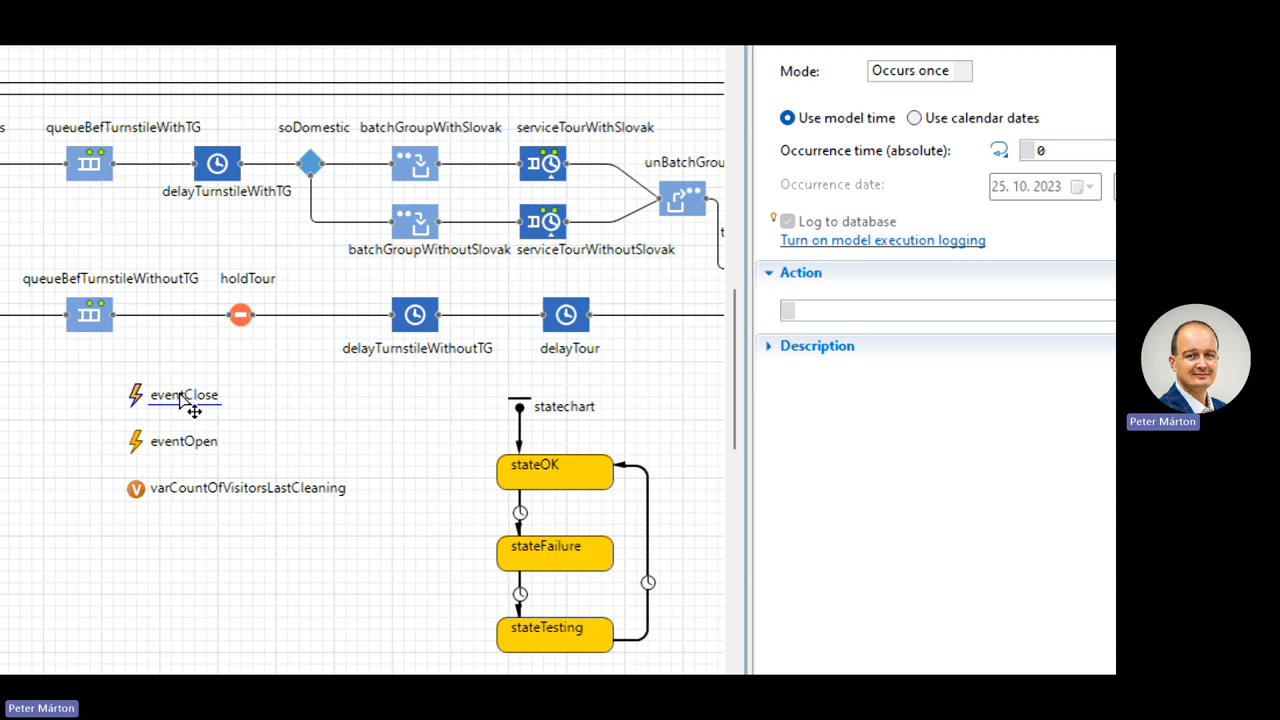 Mode: Occurs once
Use model time Use calendar dates
s queueBefTurnstileWithTG soDomestic batchGroupWithSlovak serviceTourWithSlovak
Occurrence time (absolute): 0
unBatchGrou
delayTurnstileWithTG
Occurrence date: 25. 10. 2023
Log to database
Turn on model execution logging
batchGroupWithoutSlovak serviceTourWithoutSlovak
t
Action
queueBefTurnstileWithoutTG holdTour
delayTurnstileWithoutTG delayTour
Description
eventClose
statechart
eventOpen
stateOK
V varCountOfVisitorsLastCleaning
stateFailure
stateTesting
Peter Márton
Peter Márton